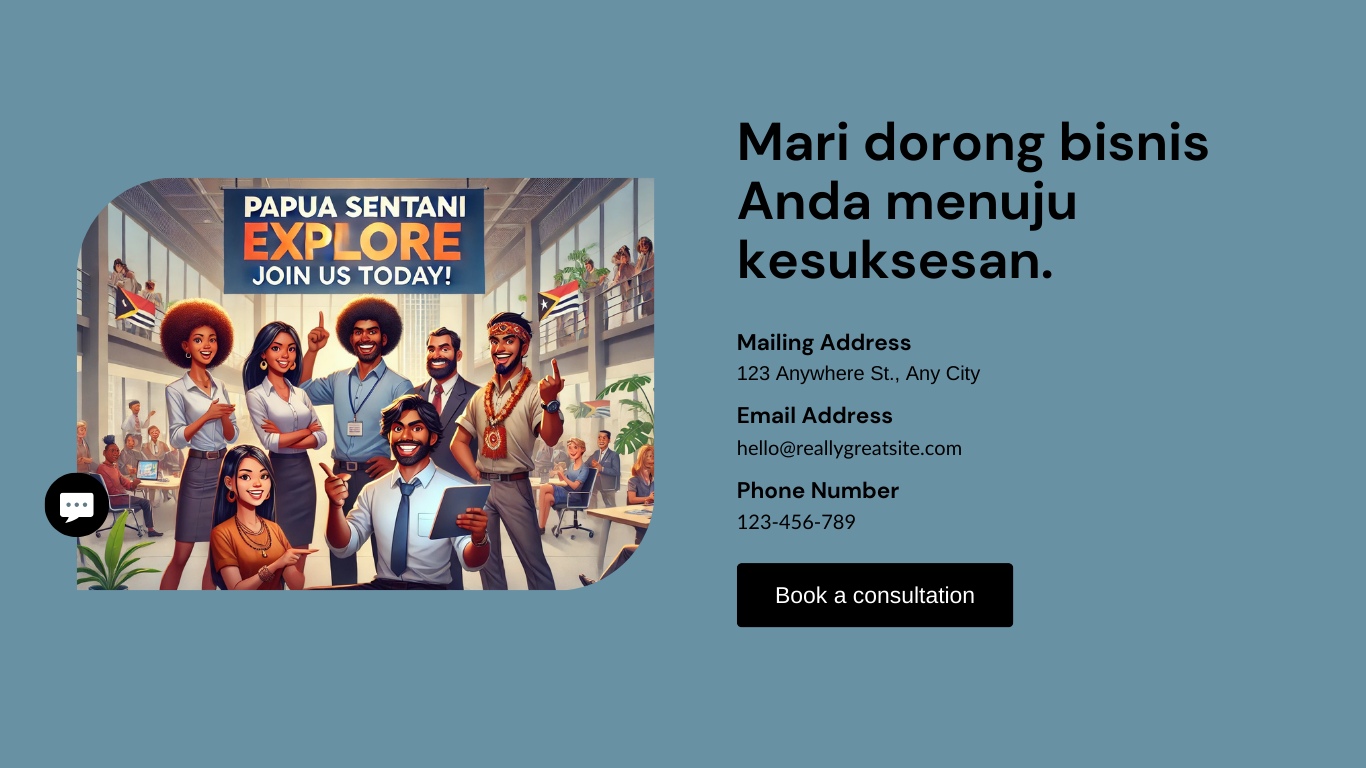 PAPUA SENTANI
EXPLORE
JOIN US TODAY!
Mari dorong bisnis
Anda menuju
kesuksesan.
Mailing Address
123 Anywhere St., Any City
Email Address
hello@reallygreatsite.com
Phone Number
123-456-789
Book a consultation